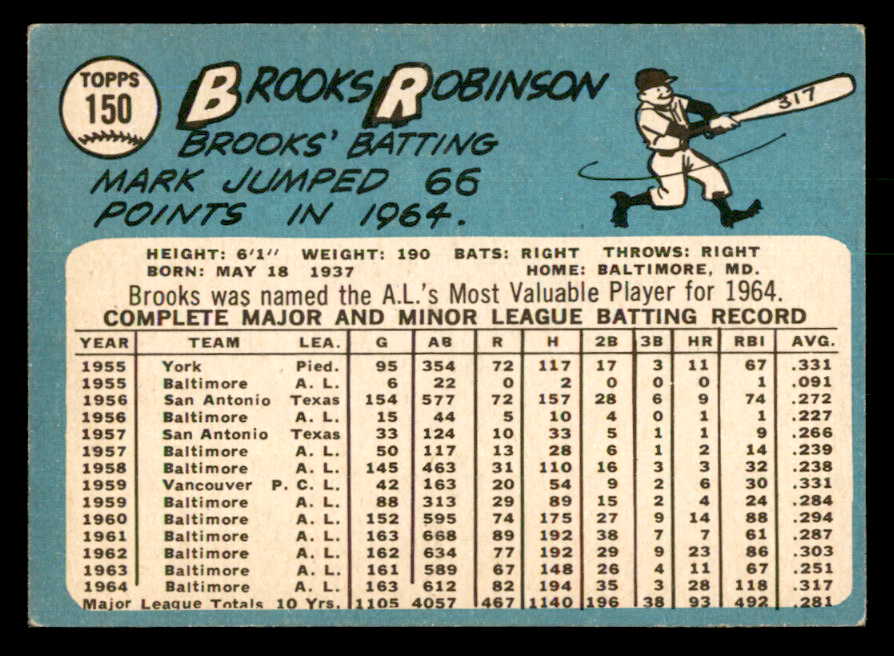 TOPPS
150
BROOKS ROBINSON
BROOKS' BATTING
MARK JUMPED 66
POINTS IN 1964.
317
HEIGHT: 6'1" WEIGHT: 190 BATS: RIGHT THROWS: RIGHT
BORN: MAY 18 1937 HOME: BALTIMORE, MD.
Brooks was named the A.L.'s Most Valuable Player for 1964.
COMPLETE MAJOR AND MINOR LEAGUE BATTING RECORD
YEAR TEAM LEA. G AB R H 2B 3B HR RBI AVG.
1955 York Pied. 95 354 72 117 17 3 11 67 .331
1955 Baltimore A. L. 6 22 0 2 0 0 0 1 .091
1956 San Antonio Texas 154 577 72 157 28 6 9 74 .272
1956 Baltimore A. L. 15 44 5 10 4 0 1 1 .227
1957 San Antonio Texas 33 124 10 33 5 1 1 9 .266
1957 Baltimore A. L. 50 117 13 28 6 1 2 14 .239
1958 Baltimore A. L. 145 463 31 110 16 3 3 32 .238
1959 Vancouver P. C. L. 42 163 20 54 9 2 6 30 .331
1959 Baltimore A. L. 88 313 29 89 15 2 4 24 .284
1960 Baltimore A. L. 152 595 74 175 27 9 14 88 .294
1961 Baltimore A. L. 163 668 89 192 38 7 7 61 .287
1962 Baltimore A. L. 162 634 77 192 29 9 23 86 .303
1963 Baltimore A. L. 161 589 67 148 26 4 11 67 .251
1964 Baltimore A. L. 163 612 82 194 35 3 28 118 .317
Major League Totals 10 Yrs. 1105 4057 467 1140 196 38 93 492 .281